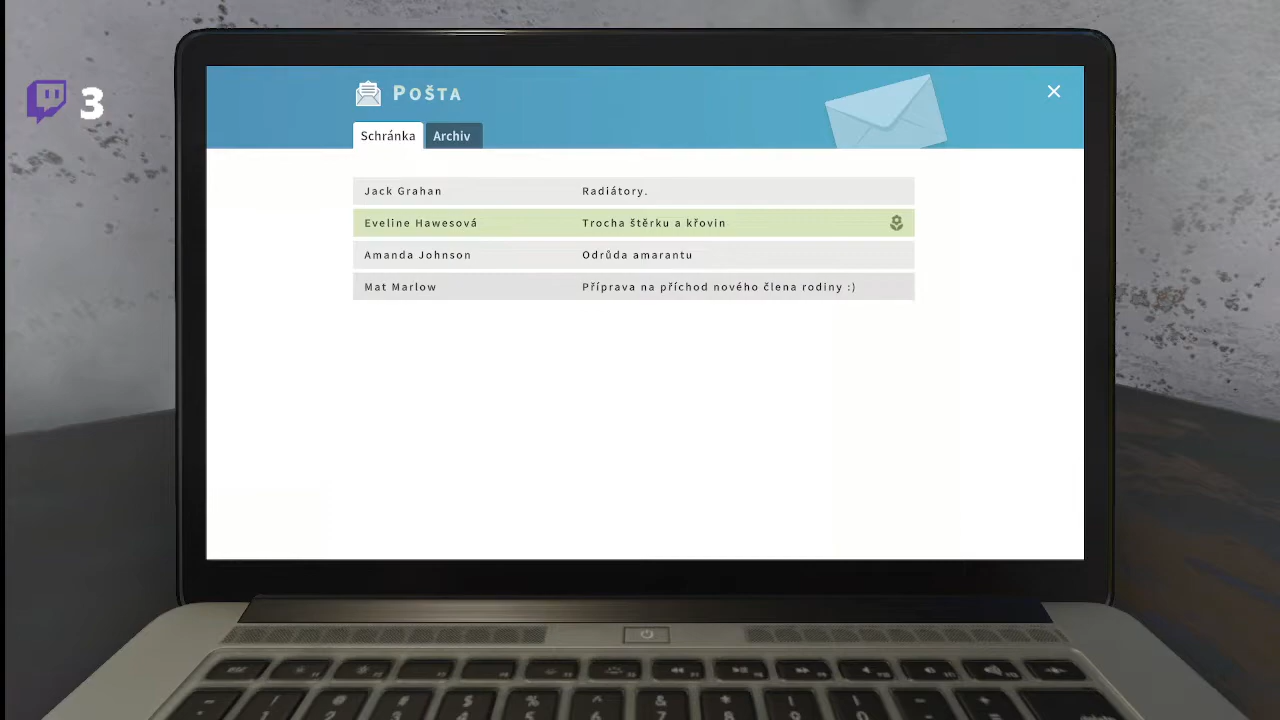 3
Pošta
Schránka Archiv
Jack Grahan Radiátory.
Eveline Hawesová Trocha štěrku a křovin
Amanda Johnson Odrůda amarantu
Mat Marlow Příprava na příchod nového člena rodiny :)